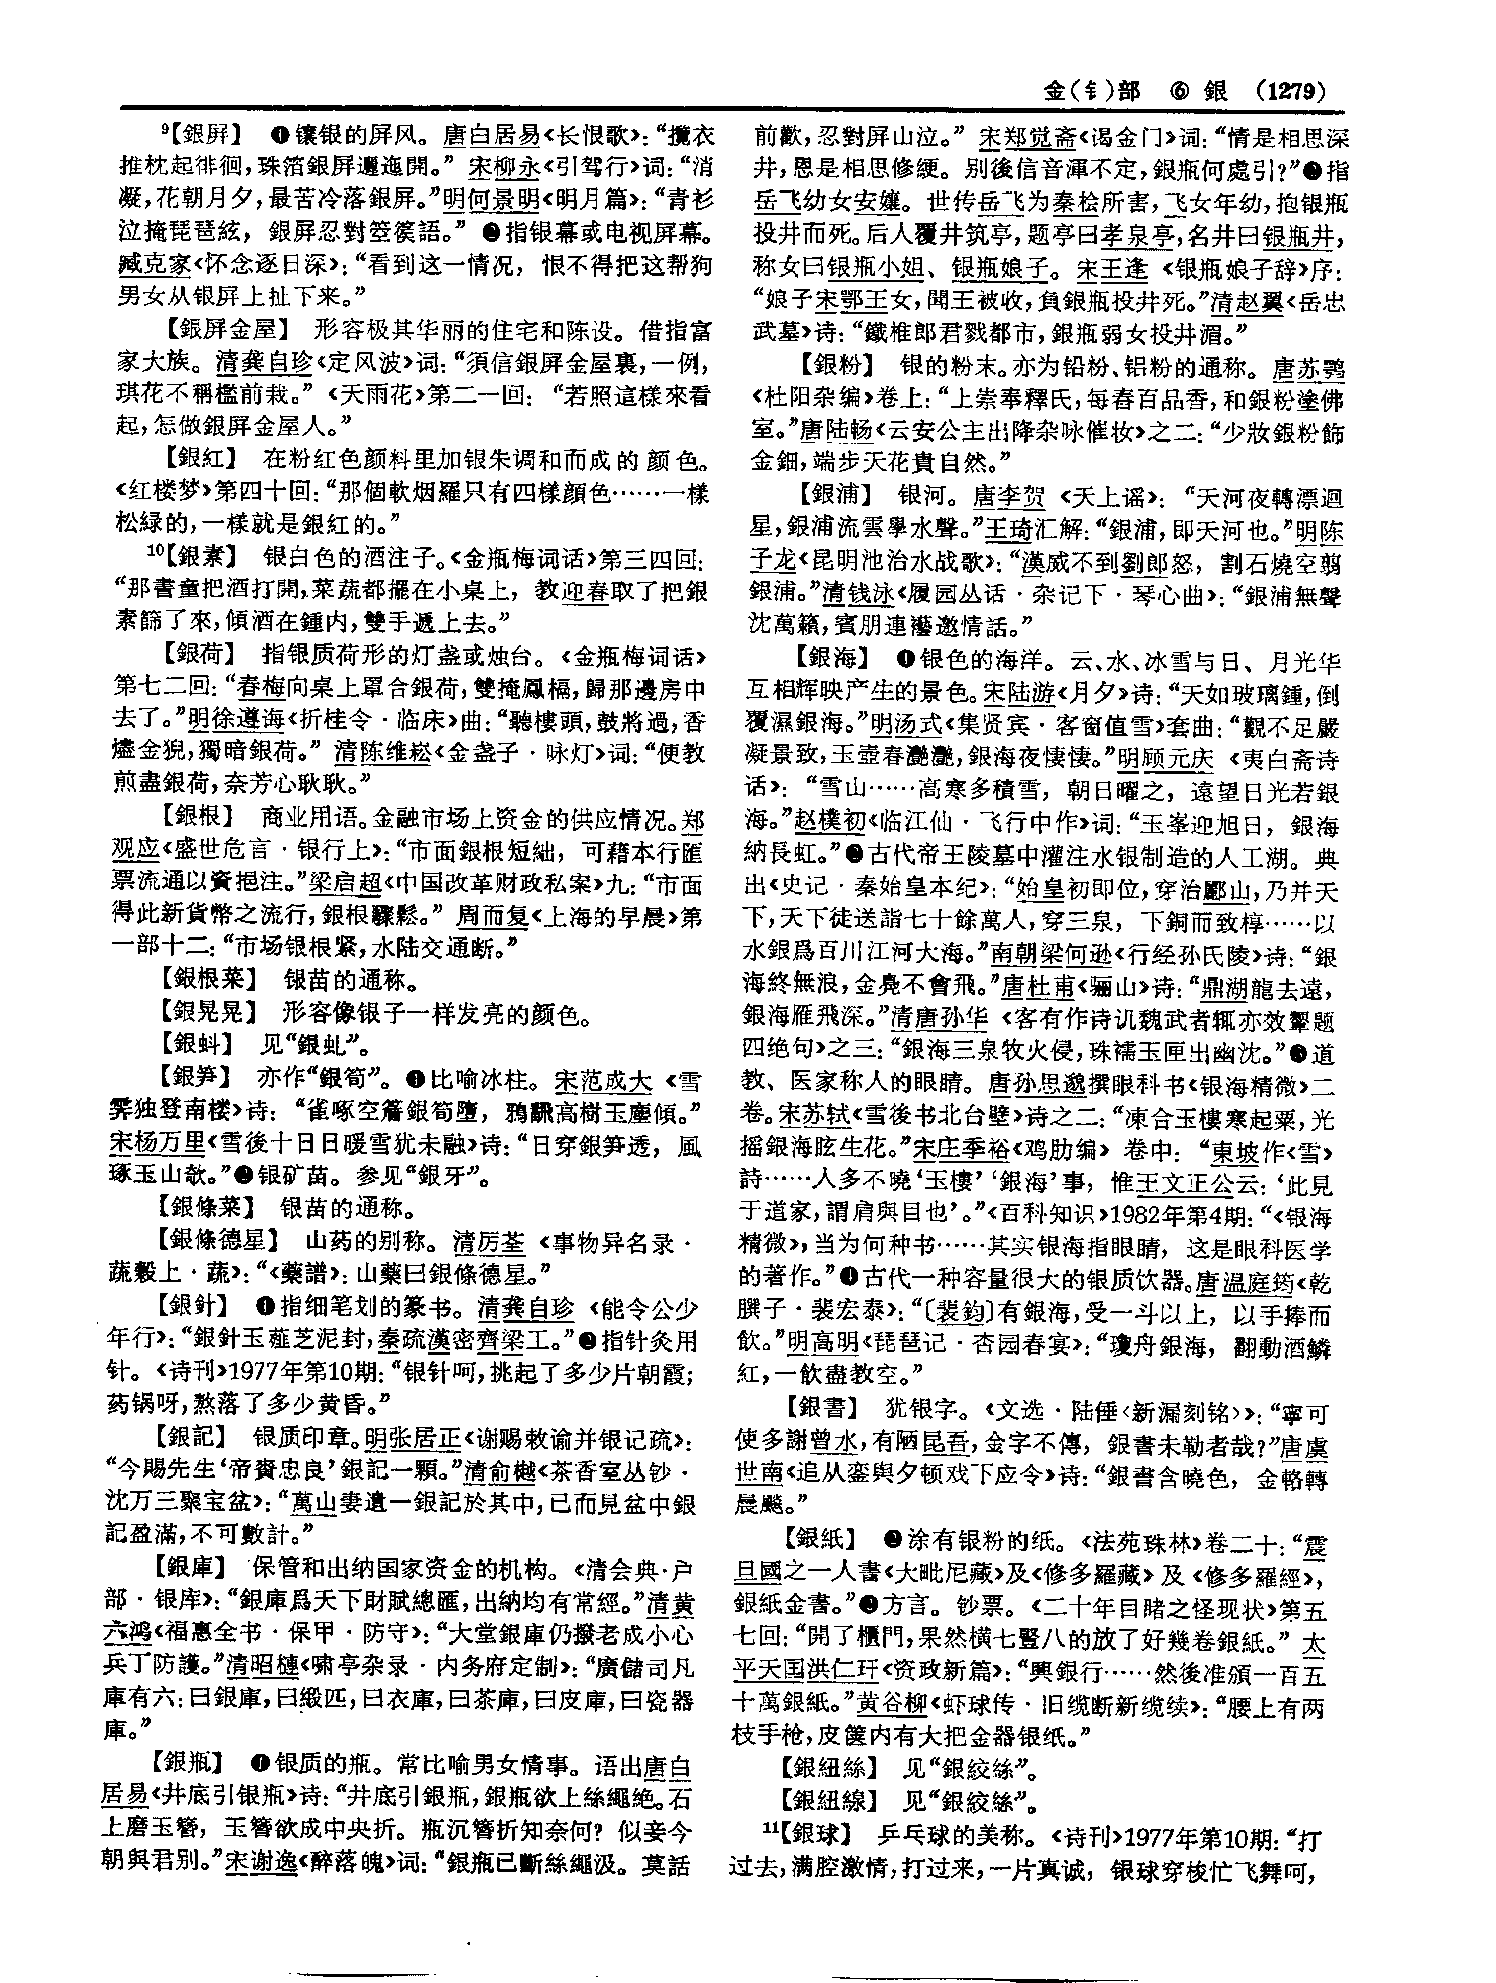 金(钅)部 ⑥ 銀 (1279)
⁹【銀屏】 ❶镶银的屏风。唐白居易《长恨歌》：“攬衣
推枕起徘徊，珠箔銀屏邐迤開。”宋柳永《引驾行》词：“消
凝，花朝月夕，最苦冷落銀屏。”明何景明《明月篇》：“青衫
泣掩琵琶絃，銀屏忍對箜篌語。”❷指银幕或电视屏幕。
臧克家《怀念逐日深》：“看到这一情况，恨不得把这帮狗
男女从银屏上扯下来。”
【銀屏金屋】 形容极其华丽的住宅和陈设。借指富
家大族。清龚自珍《定风波》词：“須信銀屏金屋裏，一例，
琪花不稱檻前栽。”《天雨花》第二一回：“若照這樣來看
起，怎做銀屏金屋人。”
【銀紅】 在粉红色颜料里加银朱调和而成的颜色。
《红楼梦》第四十回：“那個軟烟羅只有四樣顔色……一樣
松緑的，一樣就是銀紅的。”
¹⁰【銀素】 银白色的酒注子。《金瓶梅词话》第三四回：
“那書童把酒打開，菜蔬都擺在小桌上，教迎春取了把銀
素篩了來，傾酒在鍾内，雙手遞上去。”
【銀荷】 指银质荷形的灯盏或烛台。《金瓶梅词话》
第七二回：“春梅向桌上罩合銀荷，雙掩鳳槅，歸那邊房中
去了。”明徐遵海《折桂令·临床》曲：“聽樓頭，鼓將過，香
燼金猊，獨暗銀荷。”清陈维崧《金盏子·咏灯》词：“便教
煎盡銀荷，奈芳心耿耿。”
【銀根】 商业用语。金融市场上资金的供应情况。郑
观应《盛世危言·银行上》：“市面銀根短絀，可藉本行匯
票流通以資挹注。”梁启超《中国改革财政私案》九：“市面
得此新貨幣之流行，銀根驟鬆。”周而复《上海的早晨》第
一部十二：“市场银根紧，水陆交通断。”
【銀根菜】 银苗的通称。
【銀晃晃】 形容像银子一样发亮的颜色。
【銀蚪】 见“銀虬”。
【銀笋】 亦作“銀筍”。❶比喻冰柱。宋范成大《雪
霁独登南楼》诗：“雀啄空簷銀筍墮，鴉翻高樹玉塵傾。”
宋杨万里《雪後十日日暖雪犹未融》诗：“日穿銀笋透，風
琢玉山欹。”❷银矿苗。参见“銀牙”。
【銀條菜】 银苗的通称。
【銀條德星】 山药的别称。清厉荃《事物异名录·
蔬穀上·蔬》：“《藥譜》：山藥曰銀條德星。”
【銀針】 ❶指细笔划的篆书。清龚自珍《能令公少
年行》：“銀針玉薤芝泥封，秦疏漢密齊梁工。”❷指针灸用
针。《诗刊》1977年第10期：“银针呵，挑起了多少片朝霞；
药锅呀，熬落了多少黄昏。”
【銀記】 银质印章。明张居正《谢赐敕谕并银记疏》：
“今賜先生‘帝賚忠良’銀記一顆。”清俞樾《茶香室丛钞·
沈万三聚宝盆》：“萬山妻遺一銀記於其中，已而見盆中銀
記盈滿，不可數計。”
【銀庫】 保管和出纳国家资金的机构。《清会典·户
部·银库》：“銀庫爲天下財賦總匯，出納均有常經。”清黄
六鸿《福惠全书·保甲·防守》：“大堂銀庫仍撥老成小心
兵丁防護。”清昭槤《啸亭杂录·内务府定制》：“廣儲司凡
庫有六：曰銀庫，曰緞匹，曰衣庫，曰茶庫，曰皮庫，曰瓷器
庫。”
【銀瓶】 ❶银质的瓶。常比喻男女情事。语出唐白
居易《井底引银瓶》诗：“井底引銀瓶，銀瓶欲上絲繩绝。石
上磨玉簪，玉簪欲成中央折。瓶沉簪折知奈何？似妾今
朝與君别。”宋谢逸《醉落魄》词：“銀瓶已斷絲繩汲。莫話
前歡，忍對屏山泣。”宋郑觉斋《谒金门》词：“情是相思深
井，恩是相思修綆。别後信音渾不定，銀瓶何處引？”❷指
岳飞幼女安孃。世传岳飞为秦桧所害，飞女年幼，抱银瓶
投井而死。后人覆井筑亭，题亭曰孝泉亭，名井曰银瓶井，
称女曰银瓶小姐、银瓶娘子。宋王逢《银瓶娘子辞》序：
“娘子宋鄂王女，聞王被收，負銀瓶投井死。”清赵翼《岳忠
武墓》诗：“鐵椎郎君戮都市，銀瓶弱女投井湄。”
【銀粉】 银的粉末。亦为铅粉、铝粉的通称。唐苏鹗
《杜阳杂编》卷上：“上崇奉釋氏，每舂百品香，和銀粉塗佛
室。”唐陆畅《云安公主出降杂咏催妆》之二：“少妝銀粉飾
金鈿，端步天花貴自然。”
【銀浦】 银河。唐李贺《天上谣》：“天河夜轉漂迴
星，銀浦流雲學水聲。”王琦汇解：“銀浦，即天河也。”明陈
子龙《昆明池治水战歌》：“漢威不到劉郎怒，割石燒空剪
銀浦。”清钱泳《履园丛话·杂记下·琴心曲》：“銀浦無聲
沈萬籟，賓朋連灔邀情話。”
【銀海】 ❶银色的海洋。云、水、冰雪与日、月光华
互相辉映产生的景色。宋陆游《月夕》诗：“天如玻璃鍾，倒
覆濕銀海。”明汤式《集贤宾·客窗值雪》套曲：“觀不足嚴
凝景致，玉壺春灧灧，銀海夜悽悽。”明顾元庆《夷白斋诗
话》：“雪山……高寒多積雪，朝日曜之，遠望日光若銀
海。”赵樸初《临江仙·飞行中作》词：“玉峯迎旭日，銀海
納長虹。”❷古代帝王陵墓中灌注水银制造的人工湖。典
出《史记·秦始皇本纪》：“始皇初即位，穿治酈山，乃并天
下，天下徒送詣七十餘萬人，穿三泉，下銅而致椁……以
水銀爲百川江河大海。”南朝梁何逊《行经孙氏陵》诗：“銀
海終無浪，金鳧不會飛。”唐杜甫《骊山》诗：“鼎湖龍去遠，
銀海雁飛深。”清唐孙华《客有作诗讥魏武者辄亦效颦题
四绝句》之三：“銀海三泉牧火侵，珠襦玉匣出幽沈。”❸道
教、医家称人的眼睛。唐孙思邈撰眼科书《银海精微》二
卷。宋苏轼《雪後书北台壁》诗之二：“凍合玉樓寒起粟，光
摇銀海眩生花。”宋庄季裕《鸡肋编》卷中：“東坡作《雪》
詩……人多不曉‘玉樓’‘銀海’事，惟王文正公云：‘此見
于道家，謂肩與目也’。”《百科知识》1982年第4期：“《银海
精微》，当为何种书……其实银海指眼睛，这是眼科医学
的著作。”❹古代一种容量很大的银质饮器。唐温庭筠《乾
𦠆子·裴宏泰》：“〔裴鈞〕有銀海，受一斗以上，以手捧而
飲。”明高明《琵琶记·杏园春宴》：“瓊舟銀海，翻動酒鱗
紅，一飲盡教空。”
【銀書】 犹银字。《文选·陆倕〈新漏刻铭〉》：“寧可
使多謝曾水，有陋昆吾，金字不傳，銀書未勒者哉？”唐虞
世南《追从銮舆夕顿戏下应令》诗：“銀書含曉色，金輅轉
晨飈。”
【銀紙】 ❶涂有银粉的纸。《法苑珠林》卷二十：“震
旦國之一人書《大毗尼藏》及《修多羅藏》及《修多羅經》，
銀紙金書。”❷方言。钞票。《二十年目睹之怪现状》第五
七回：“開了櫃門，果然横七豎八的放了好幾卷銀紙。”太
平天国洪仁玕《资政新篇》：“興銀行……然後准頒一百五
十萬銀紙。”黄谷柳《虾球传·旧缆断新缆续》：“腰上有两
枝手枪，皮篋内有大把金器银纸。”
【銀紐絲】 见“銀絞絲”。
【銀紐線】 见“銀絞絲”。
¹¹【銀球】 乒乓球的美称。《诗刊》1977年第10期：“打
过去，满腔激情，打过来，一片真诚，银球穿梭忙飞舞呵，